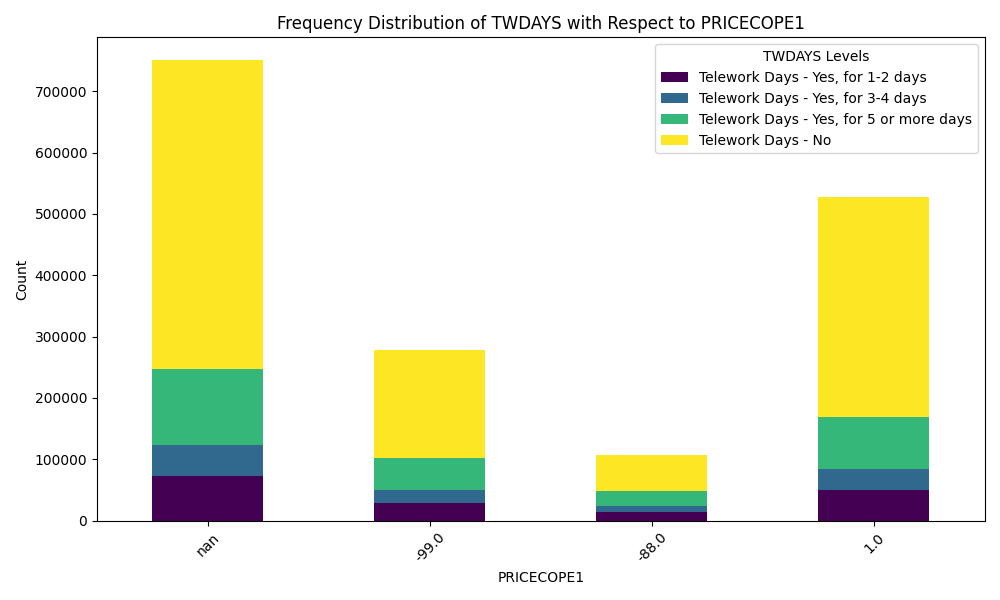 Frequency Distribution of TWDAYS with Respect to PRICECOPE1
TWDAYS Levels
Telework Days - Yes, for 1-2 days
Telework Days - Yes, for 3-4 days
Telework Days - Yes, for 5 or more days
Telework Days - No
Count
700000
600000
500000
400000
300000
200000
100000
0
nan
-99.0
-88.0
1.0
PRICECOPE1